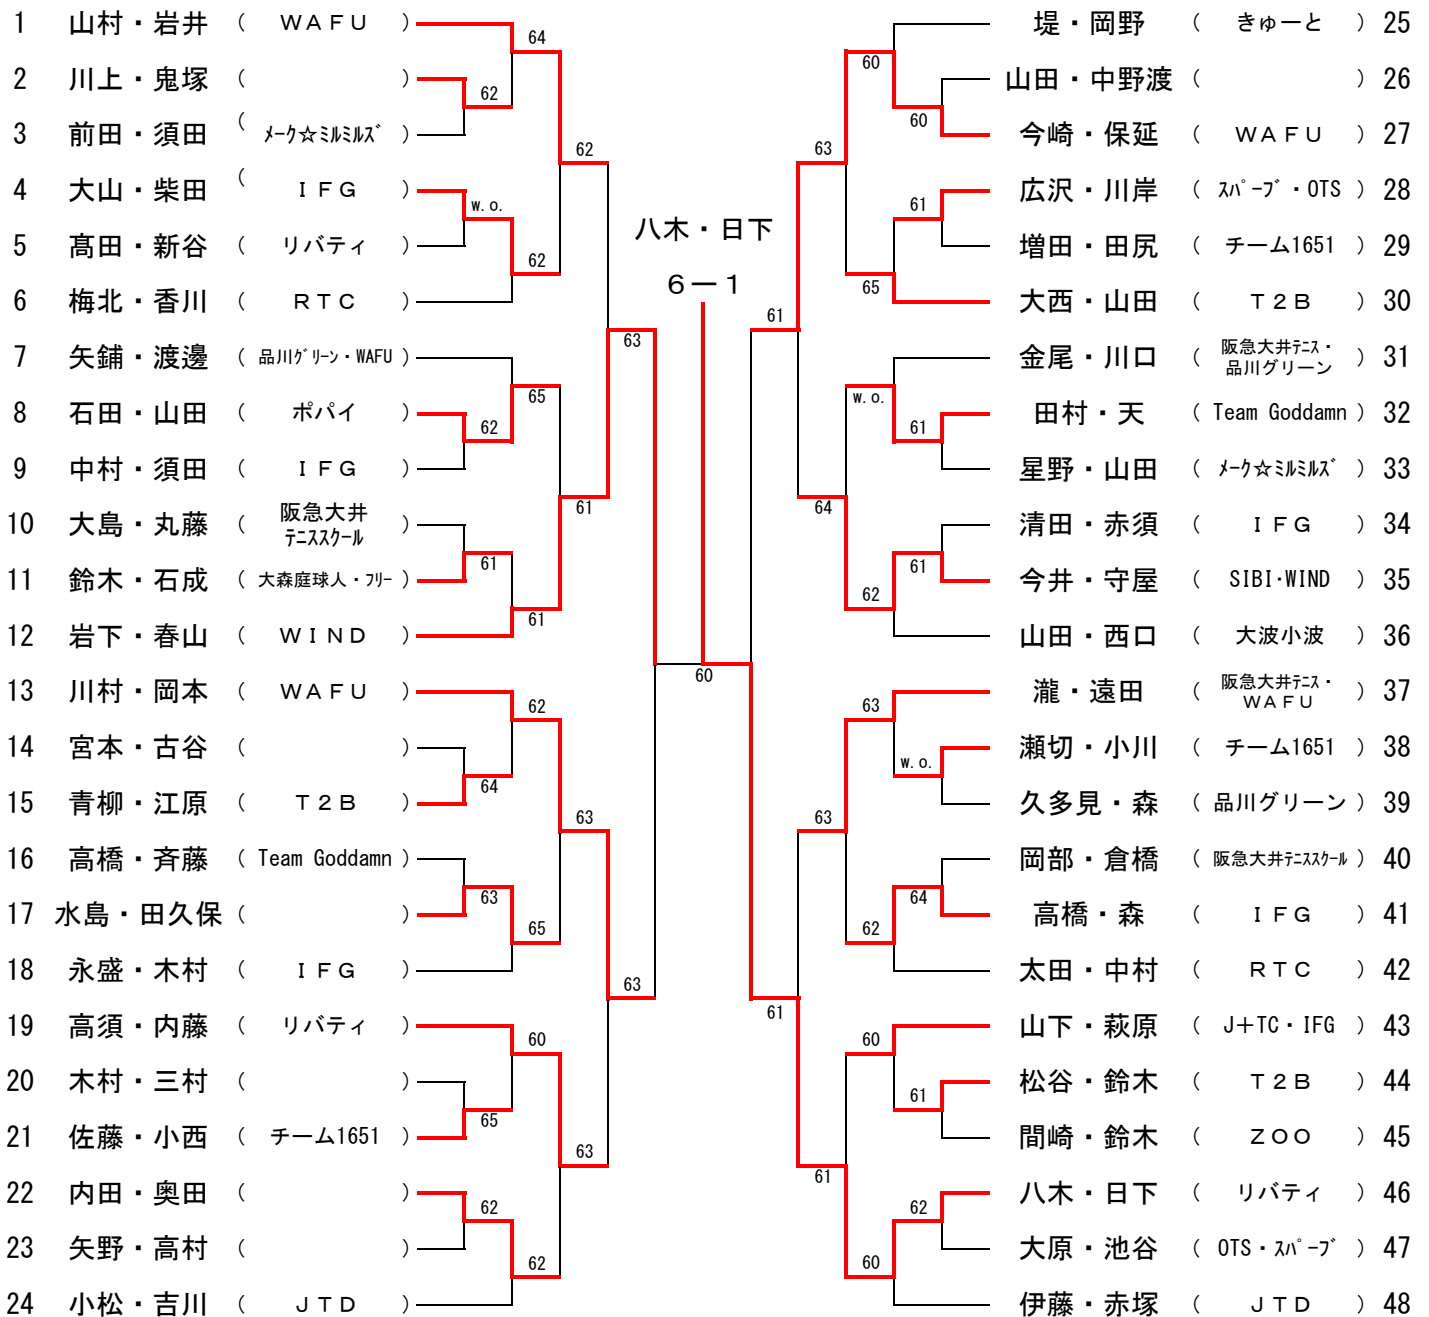 1 山村・岩井 ( WAFU )
64
2 川上・鬼塚 ( )
62
3 前田・須田 ( ﾒｰｸ☆ﾐﾙﾐﾙｽﾞ )
62
4 大山・柴田 ( IFG )
w.o.
5 髙田・新谷 ( リバティ )
62
6 梅北・香川 ( RTC )
63
7 矢鋪・渡邊 ( 品川ｸﾞﾘｰﾝ・WAFU )
65
8 石田・山田 ( ポパイ )
62
9 中村・須田 ( IFG )
61
10 大島・丸藤 ( 阪急大井
ﾃﾆｽｽｸｰﾙ )
61
11 鈴木・石成 ( 大森庭球人・ﾌﾘｰ )
61
12 岩下・春山 ( WIND )
13 川村・岡本 ( WAFU )
62
14 宮本・古谷 ( )
64
15 青柳・江原 ( T2B )
63
16 高橋・斉藤 ( Team Goddamn )
63
17 水島・田久保 ( )
65
18 永盛・木村 ( IFG )
63
19 高須・内藤 ( リバティ )
60
20 木村・三村 ( )
65
21 佐藤・小西 ( チーム1651 )
63
22 内田・奥田 ( )
62
23 矢野・高村 ( )
62
24 小松・吉川 ( JTD )
八木・日下
6－1
60
堤・岡野 ( きゅーと ) 25
60
山田・中野渡 ( ) 26
60
今崎・保延 ( WAFU ) 27
63
広沢・川岸 ( ｽﾊﾟｰﾌﾞ・OTS ) 28
61
増田・田尻 ( チーム1651 ) 29
65
大西・山田 ( T2B ) 30
61
金尾・川口 ( 阪急大井ﾃﾆｽ・
品川グリーン ) 31
w.o.
田村・天 ( Team Goddamn ) 32
61
星野・山田 ( ﾒｰｸ☆ﾐﾙﾐﾙｽﾞ ) 33
64
清田・赤須 ( IFG ) 34
61
今井・守屋 ( SIBI・WIND ) 35
62
山田・西口 ( 大波小波 ) 36
瀧・遠田 ( 阪急大井ﾃﾆｽ・
WAFU ) 37
63
瀬切・小川 ( チーム1651 ) 38
w.o.
久多見・森 ( 品川グリーン ) 39
63
岡部・倉橋 ( 阪急大井ﾃﾆｽｽｸｰﾙ ) 40
64
高橋・森 ( IFG ) 41
62
太田・中村 ( RTC ) 42
61
山下・萩原 ( J+TC・IFG ) 43
60
松谷・鈴木 ( T2B ) 44
61
間崎・鈴木 ( ZOO ) 45
61
八木・日下 ( リバティ ) 46
62
大原・池谷 ( OTS・ｽﾊﾟｰﾌﾞ ) 47
60
伊藤・赤塚 ( JTD ) 48